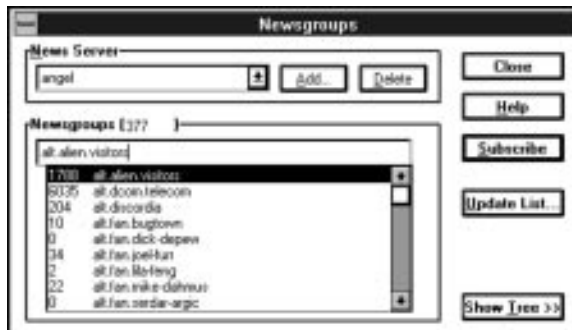 Newsgroups
News Server
angel
Add...
Delete
Close
Help
Subscribe
Update List...
Show Tree >>
Newsgroups [377 ]
alt.alien.visitors
1788 alt.alien.visitors
6035 alt.dcom.telecom
204 alt.discordia
10 alt.fan.bugtown
0 alt.fan.dick-depew
34 alt.fan.joel-furr
2 alt.fan.lila-feng
22 alt.fan.mike-dahmus
0 alt.fan.serdar-argic